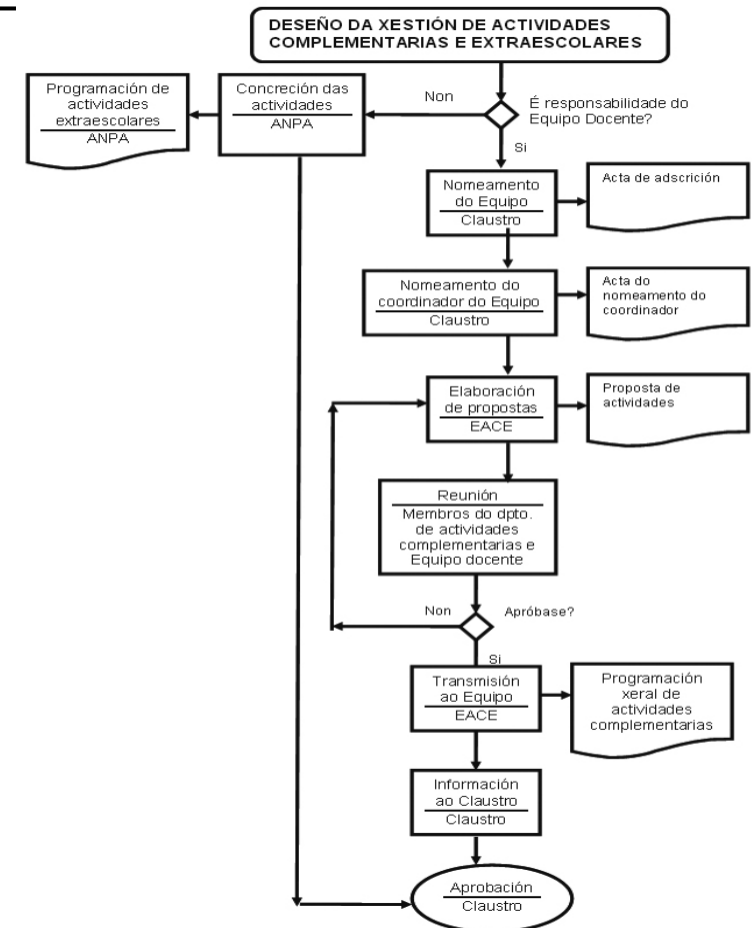 DESEÑO DA XESTIÓN DE ACTIVIDADES
COMPLEMENTARIAS E EXTRAESCOLARES
É responsabilidade do
Equipo Docente?
Non
Concreción das
actividades
ANPA
Programación de
actividades
extraescolares
ANPA
Si
Nomeamento
do Equipo
Claustro
Acta de adscrición
Nomeamento do
coordinador do Equipo
Claustro
Acta do
nomeamento do
coordinador
Elaboración
de propostas
EACE
Proposta de
actividades
Reunión
Membros do dpto.
de actividades
complementarias e
Equipo docente
Non
Apróbase?
Si
Transmisión
ao Equipo
EACE
Programación
xeral de
actividades
complementarias
Información
ao Claustro
Claustro
Aprobación
Claustro